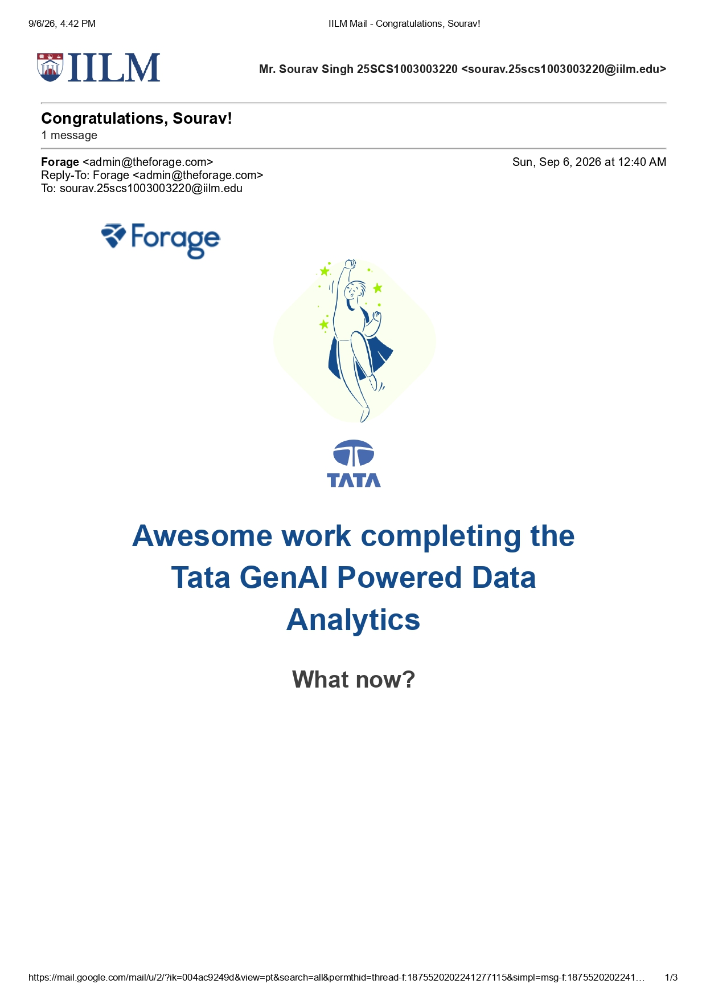 9/6/26, 4:42 PM
IILM Mail - Congratulations, Sourav!
IILM
Mr. Sourav Singh 25SCS1003003220 <sourav.25scs1003003220@iilm.edu>
Congratulations, Sourav!
1 message
Forage <admin@theforage.com>
Sun, Sep 6, 2026 at 12:40 AM
Reply-To: Forage <admin@theforage.com>
To: sourav.25scs1003003220@iilm.edu
Forage
TATA
Awesome work completing the
Tata GenAI Powered Data
Analytics
What now?
https://mail.google.com/mail/u/2/?ik=004ac9249d&view=pt&search=all&permthid=thread-f:1875520202241277115&simpl=msg-f:1875520202241…
1/3